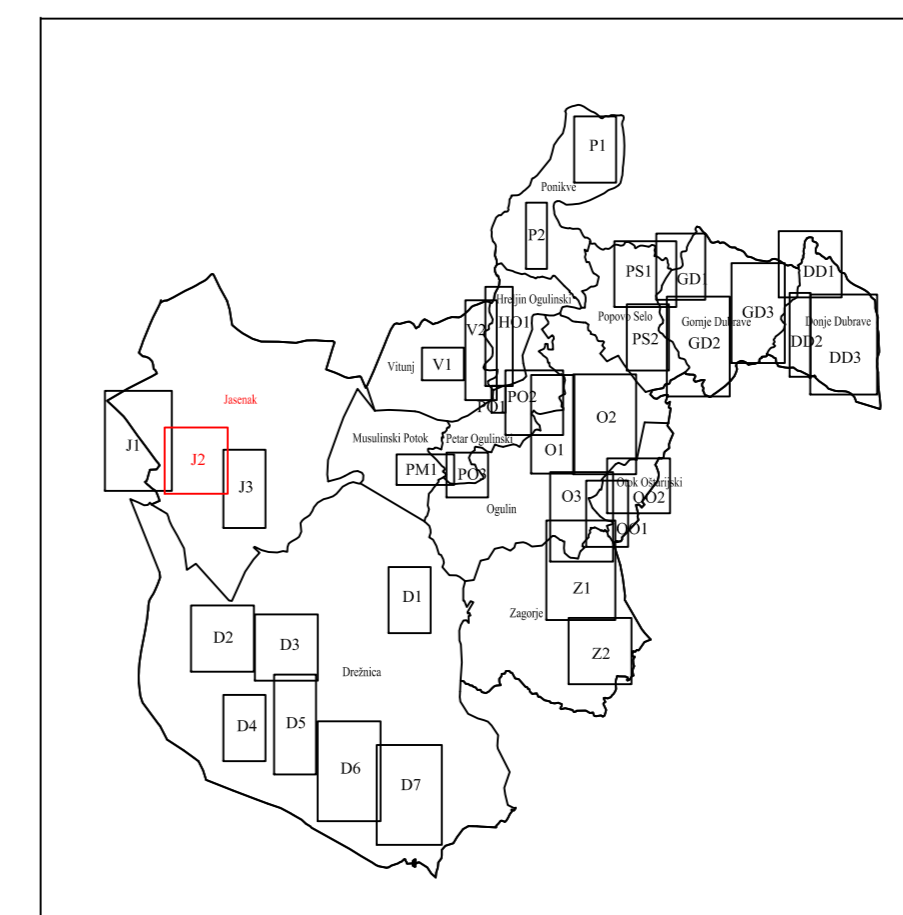 P1
Ponikve
P2
PS1
GD1
DD1
Hreljin Ogulinski
HO1
V2
Popovo Selo
Gornje Dubrave
GD3
Donje Dubrave
PS2
GD2
DD2
DD3
Vitunj
V1
Jasenak
PO1
PO2
O2
J1
J2
J3
Musulinski Potok
Petar Ogulinski
O1
PM1
PO3
Otok Oštarijski
OO2
O3
Ogulin
OO1
D1
Z1
Zagorje
D2
D3
Z2
Drežnica
D4
D5
D6
D7